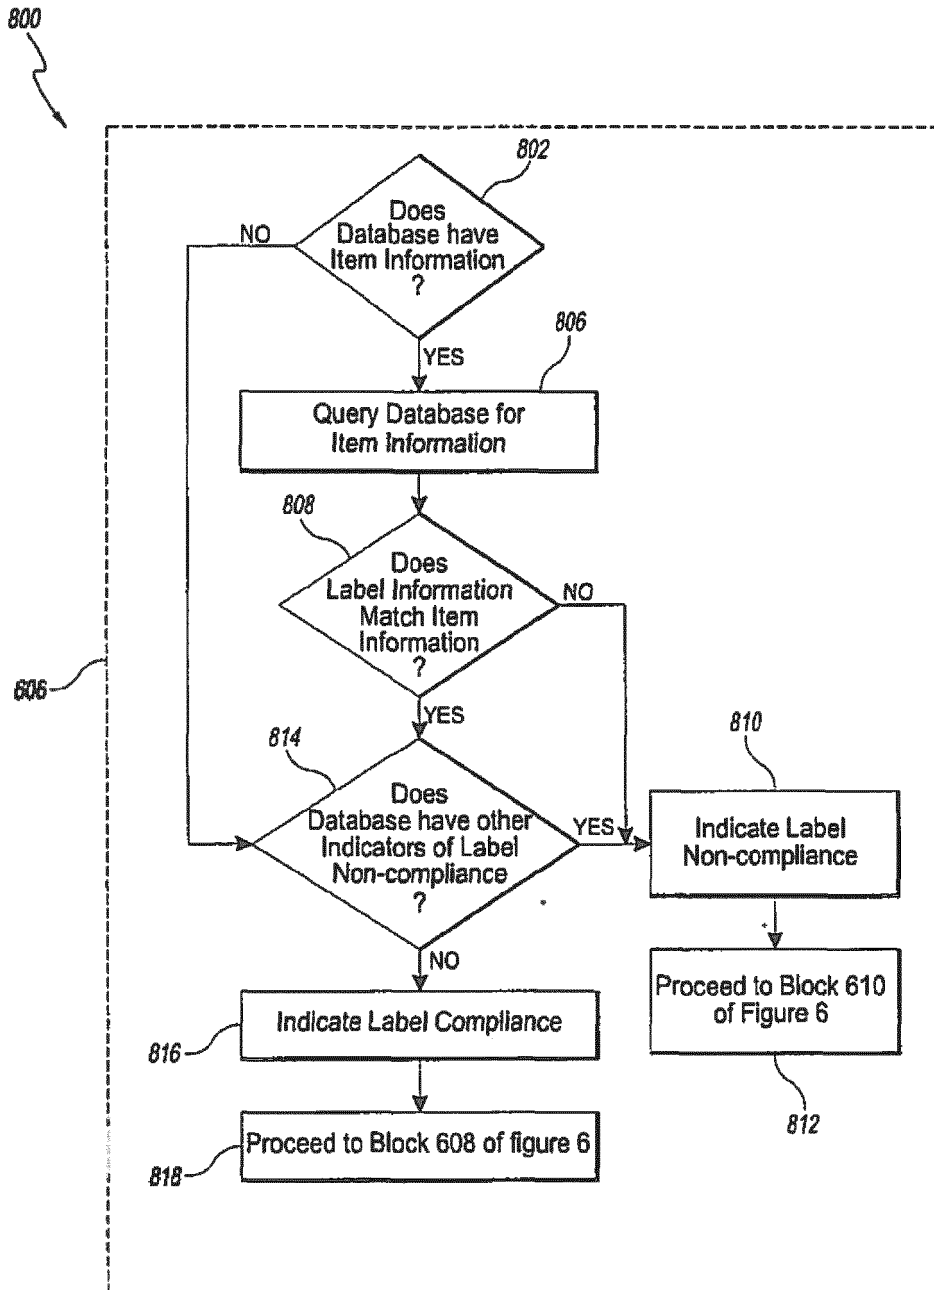 800
802
Does
Database have
Item Information
?
NO
YES
806
Query Database for
Item Information
808
Does
Label Information
Match Item
Information
?
NO
606
YES
814
Does
Database have other
Indicators of Label
Non-compliance
?
YES
810
Indicate Label
Non-compliance
NO
Proceed to Block 610
of Figure 6
812
Indicate Label Compliance
816
Proceed to Block 608 of figure 6
818